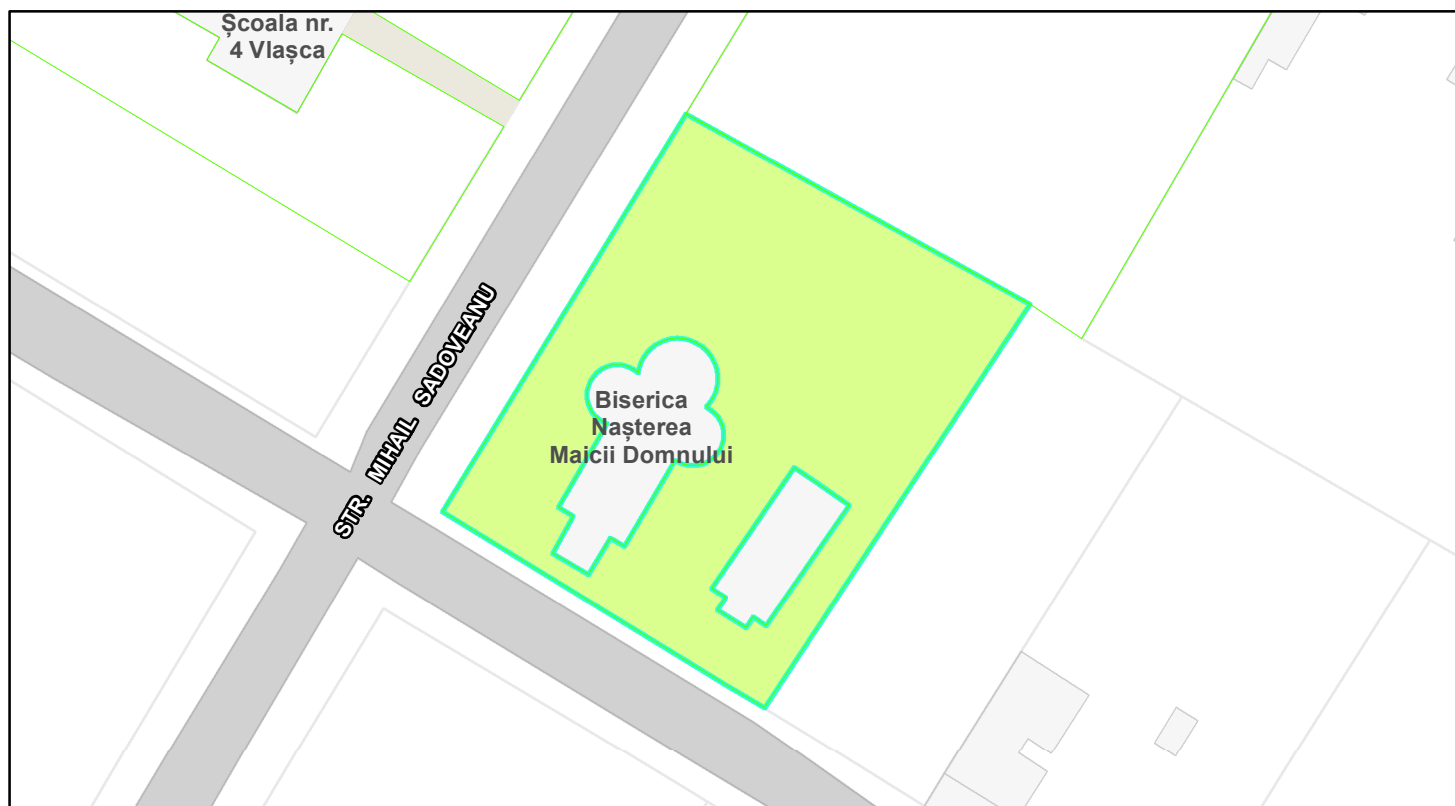 Școala nr.
4 Vlașca
STR. MIHAIL SADOVEANU
Biserica
Nașterea
Maicii Domnului